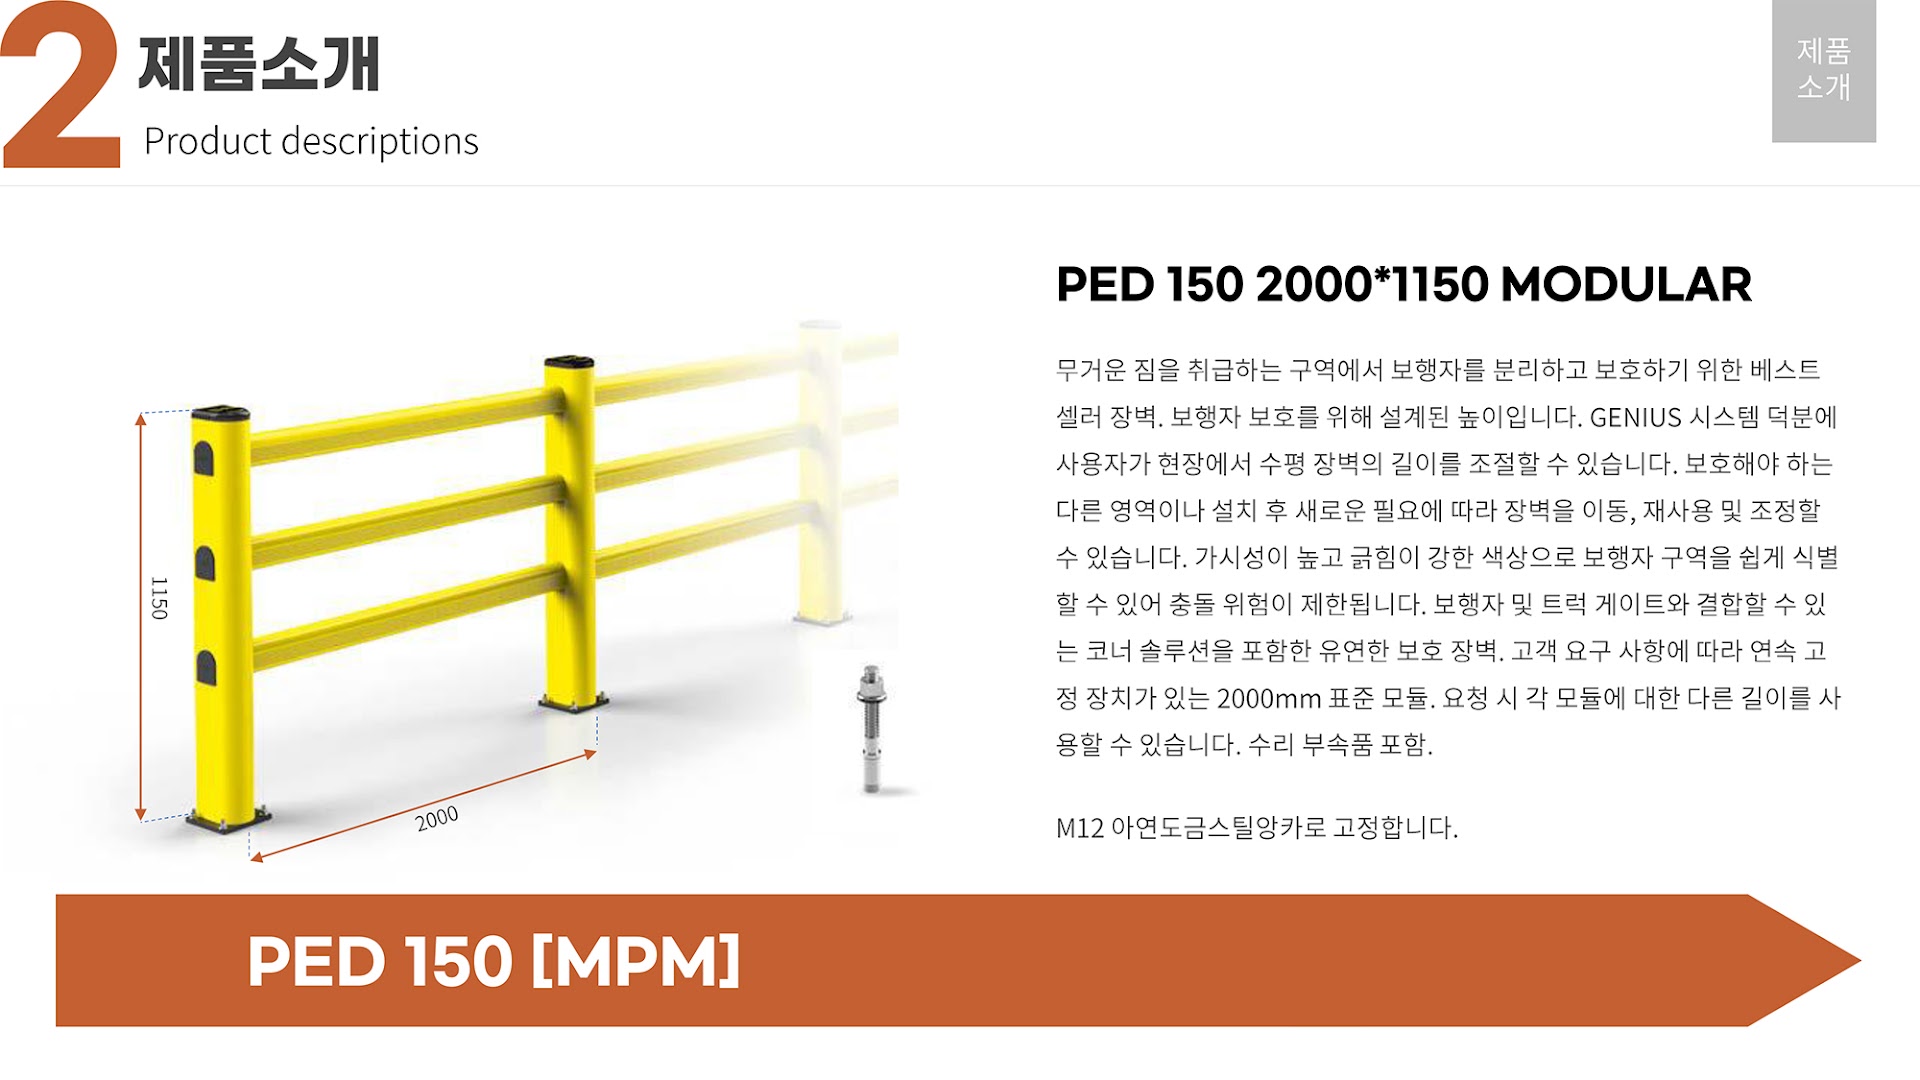 2 제품소개
Product descriptions
제품
소개
PED 150 2000*1150 MODULAR
무거운 짐을 취급하는 구역에서 보행자를 분리하고 보호하기 위한 베스트
셀러 장벽. 보행자 보호를 위해 설계된 높이입니다. GENIUS 시스템 덕분에
사용자가 현장에서 수평 장벽의 길이를 조절할 수 있습니다. 보호해야 하는
다른 영역이나 설치 후 새로운 필요에 따라 장벽을 이동, 재사용 및 조정할
수 있습니다. 가시성이 높고 긁힘이 강한 색상으로 보행자 구역을 쉽게 식별
할 수 있어 충돌 위험이 제한됩니다. 보행자 및 트럭 게이트와 결합할 수 있
는 코너 솔루션을 포함한 유연한 보호 장벽. 고객 요구 사항에 따라 연속 고
정 장치가 있는 2000mm 표준 모듈. 요청 시 각 모듈에 대한 다른 길이를 사
용할 수 있습니다. 수리 부속품 포함.
M12 아연도금스틸앙카로 고정합니다.
1150
2000
PED 150 [MPM]